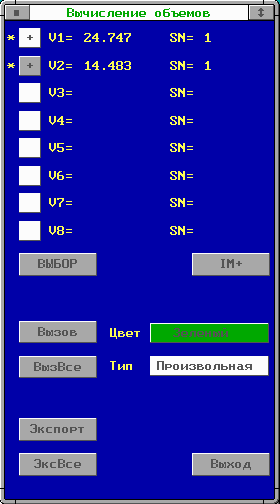 Вычисление объемов
* + V1= 24.747 SN= 1
* + V2= 14.483 SN= 1
V3= SN=
V4= SN=
V5= SN=
V6= SN=
V7= SN=
V8= SN=
ВЫБОР IM+
Вызов Цвет Зеленый
ВызВсе Тип Произвольная
Экспорт
ЭксВсе Выход